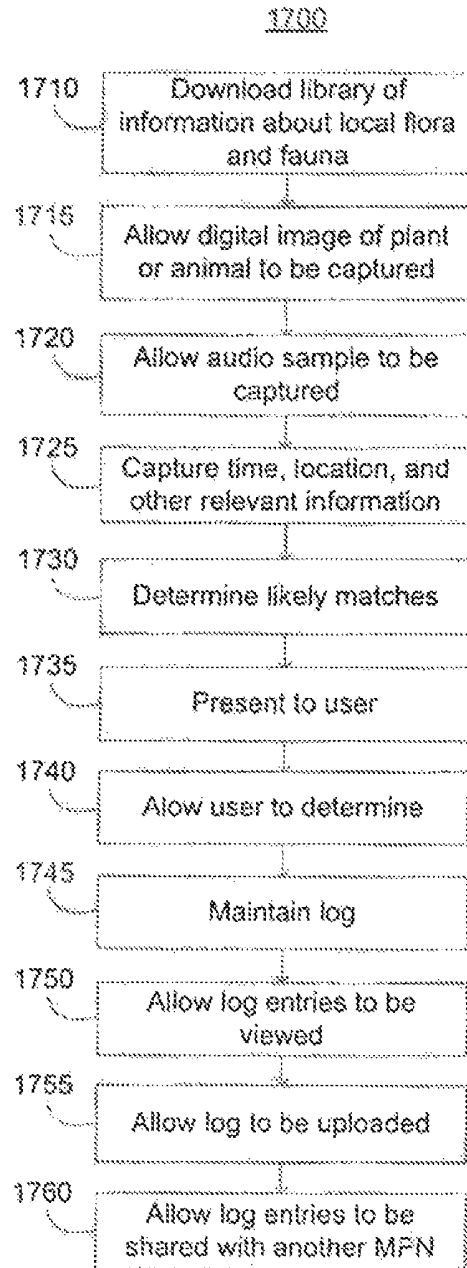 1700
1710
Download library of
information about local flora
and fauna
1715
Allow digital image of plant
or animal to be captured
1720
Allow audio sample to be
captured
1725
Capture time, location, and
other relevant information
1730
Determine likely matches
1735
Present to user
1740
Alow user to determine
1745
Maintain log
1750
Allow log entries to be
viewed
1755
Allow log to be uploaded
1760
Allow log entries to be
shared with another MPN